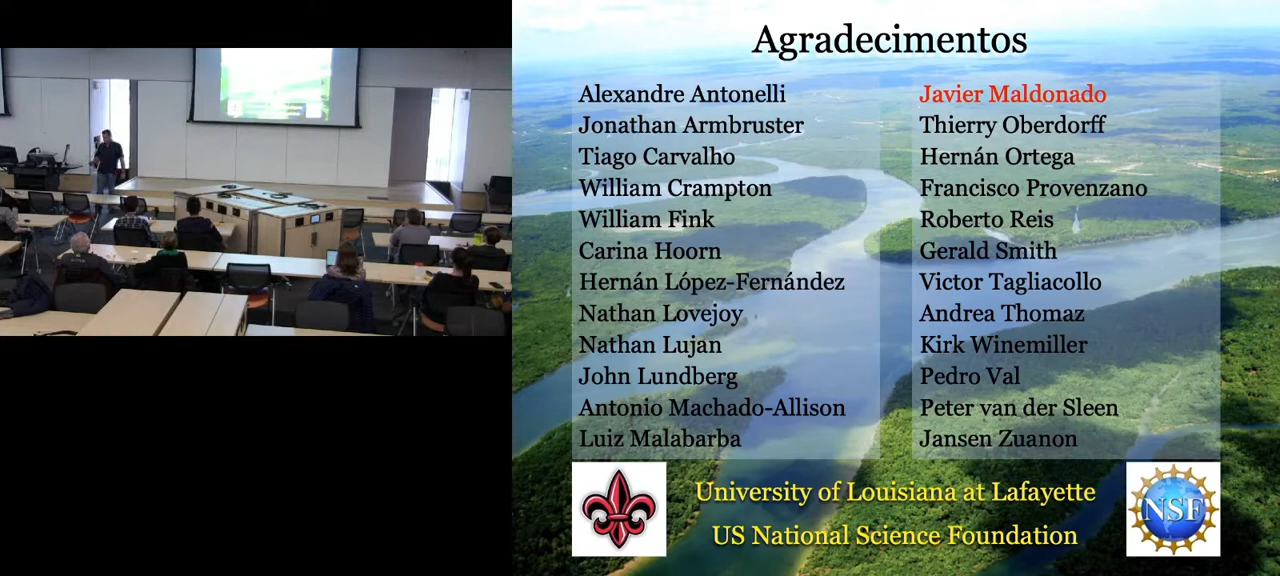 Agradecimentos
Alexandre Antonelli
Jonathan Armbruster
Tiago Carvalho
William Crampton
William Fink
Carina Hoorn
Hernán López-Fernández
Nathan Lovejoy
Nathan Lujan
John Lundberg
Antonio Machado-Allison
Luiz Malabarba
Javier Maldonado
Thierry Oberdorff
Hernán Ortega
Francisco Provenzano
Roberto Reis
Gerald Smith
Victor Tagliacollo
Andrea Thomaz
Kirk Winemiller
Pedro Val
Peter van der Sleen
Jansen Zuanon
University of Louisiana at Lafayette
US National Science Foundation
NSF